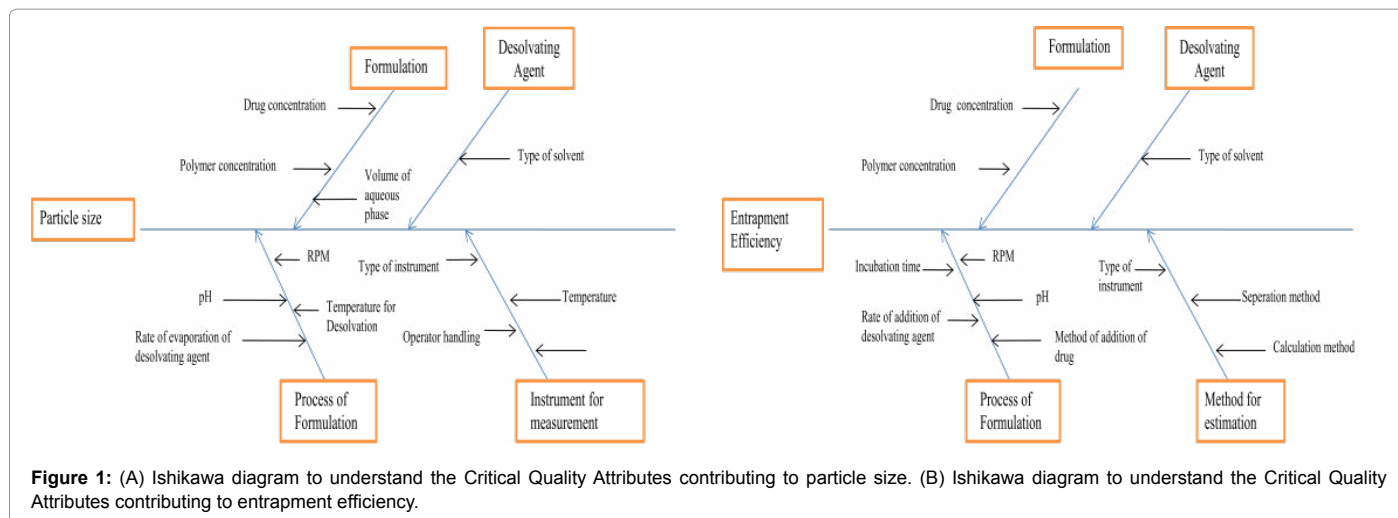 Formulation
Desolvating
Agent
Drug concentration
Polymer concentration
Type of solvent
Volume of
aqueous
phase
Particle size
RPM
Type of instrument
pH
Temperature for
Desolvation
Temperature
Rate of evaporation of
desolvating agent
Operator handling
Process of
Formulation
Instrument for
measurement
Formulation
Desolvating
Agent
Drug concentration
Polymer concentration
Type of solvent
Entrapment
Efficiency
RPM
Incubation time
Type of
instrument
pH
Seperation method
Rate of addition of
desolvating agent
Method of addition of
drug
Calculation method
Process of
Formulation
Method for
estimation
Figure 1: (A) Ishikawa diagram to understand the Critical Quality Attributes contributing to particle size. (B) Ishikawa diagram to understand the Critical Quality
Attributes contributing to entrapment efficiency.